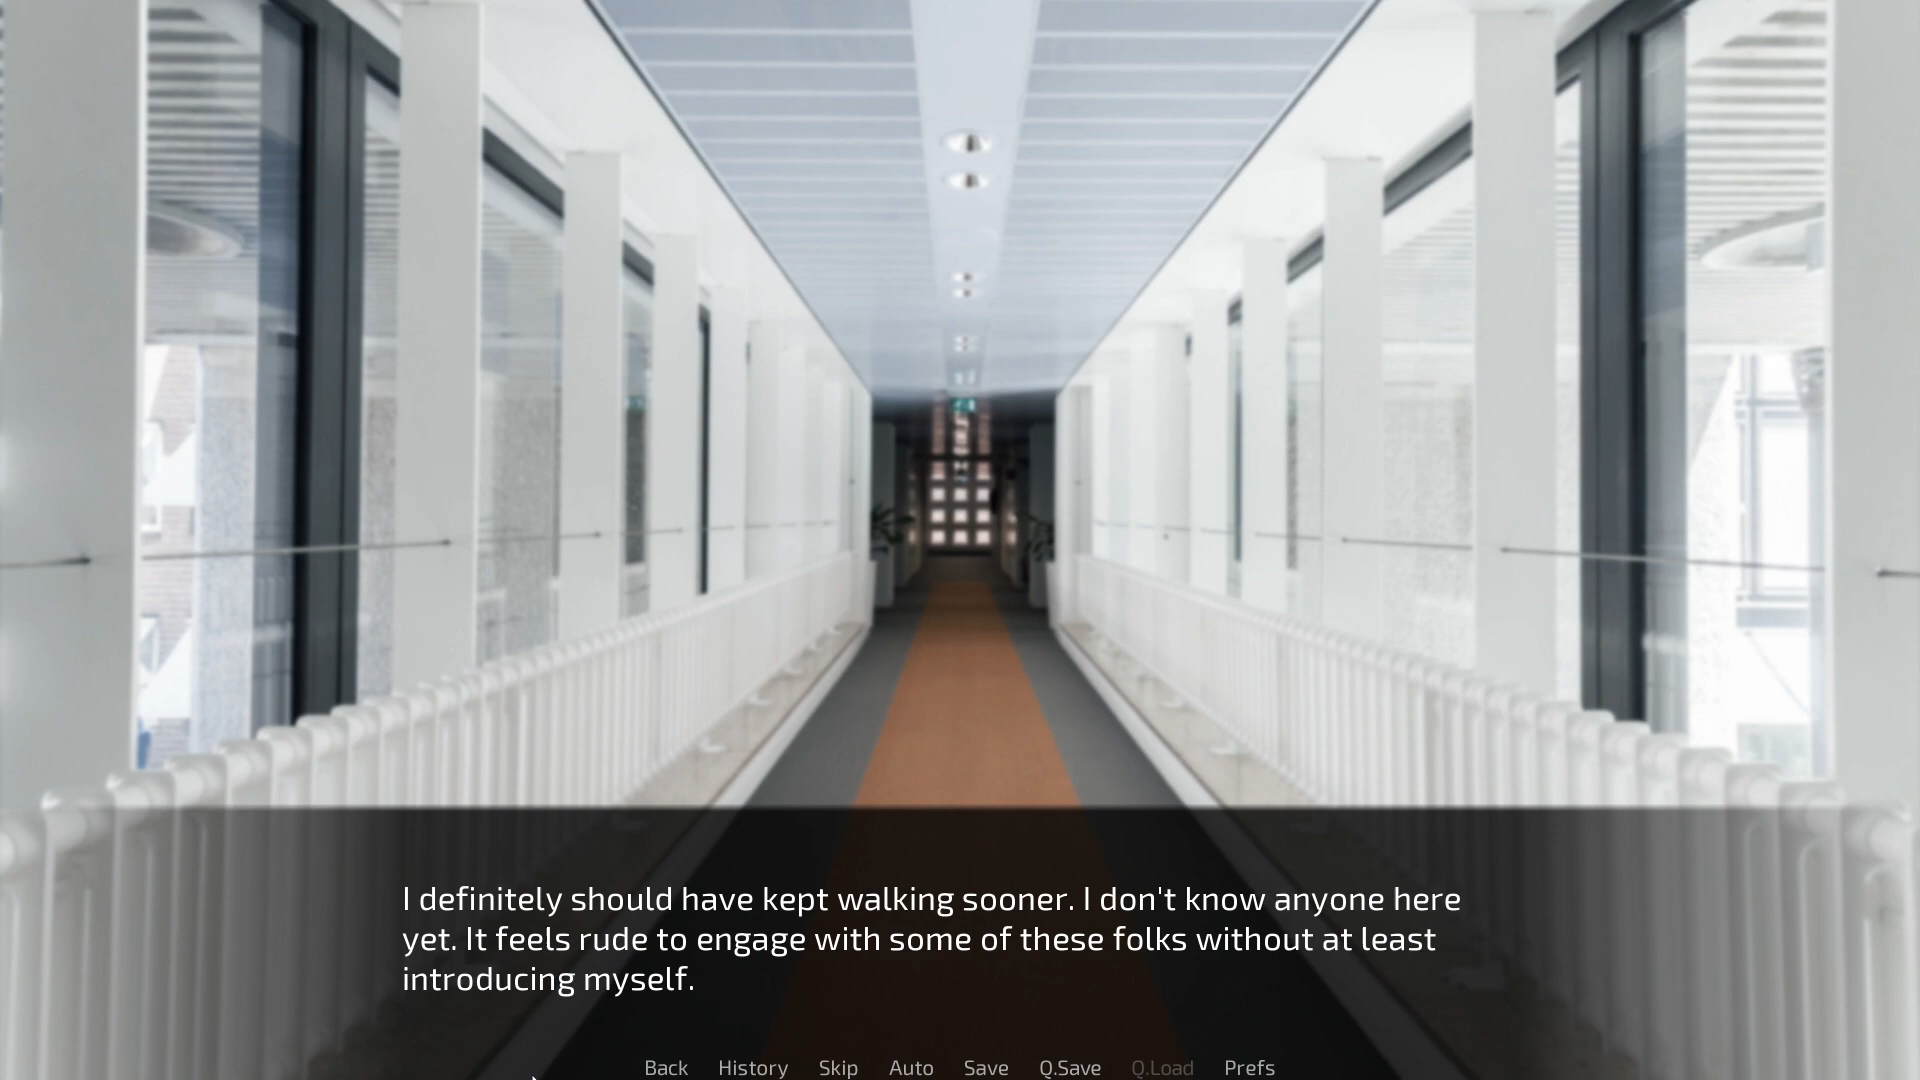 I definitely should have kept walking sooner. I don't know anyone here
yet. It feels rude to engage with some of these folks without at least
introducing myself.
Back History Skip Auto Save Q.Save Q.Load Prefs